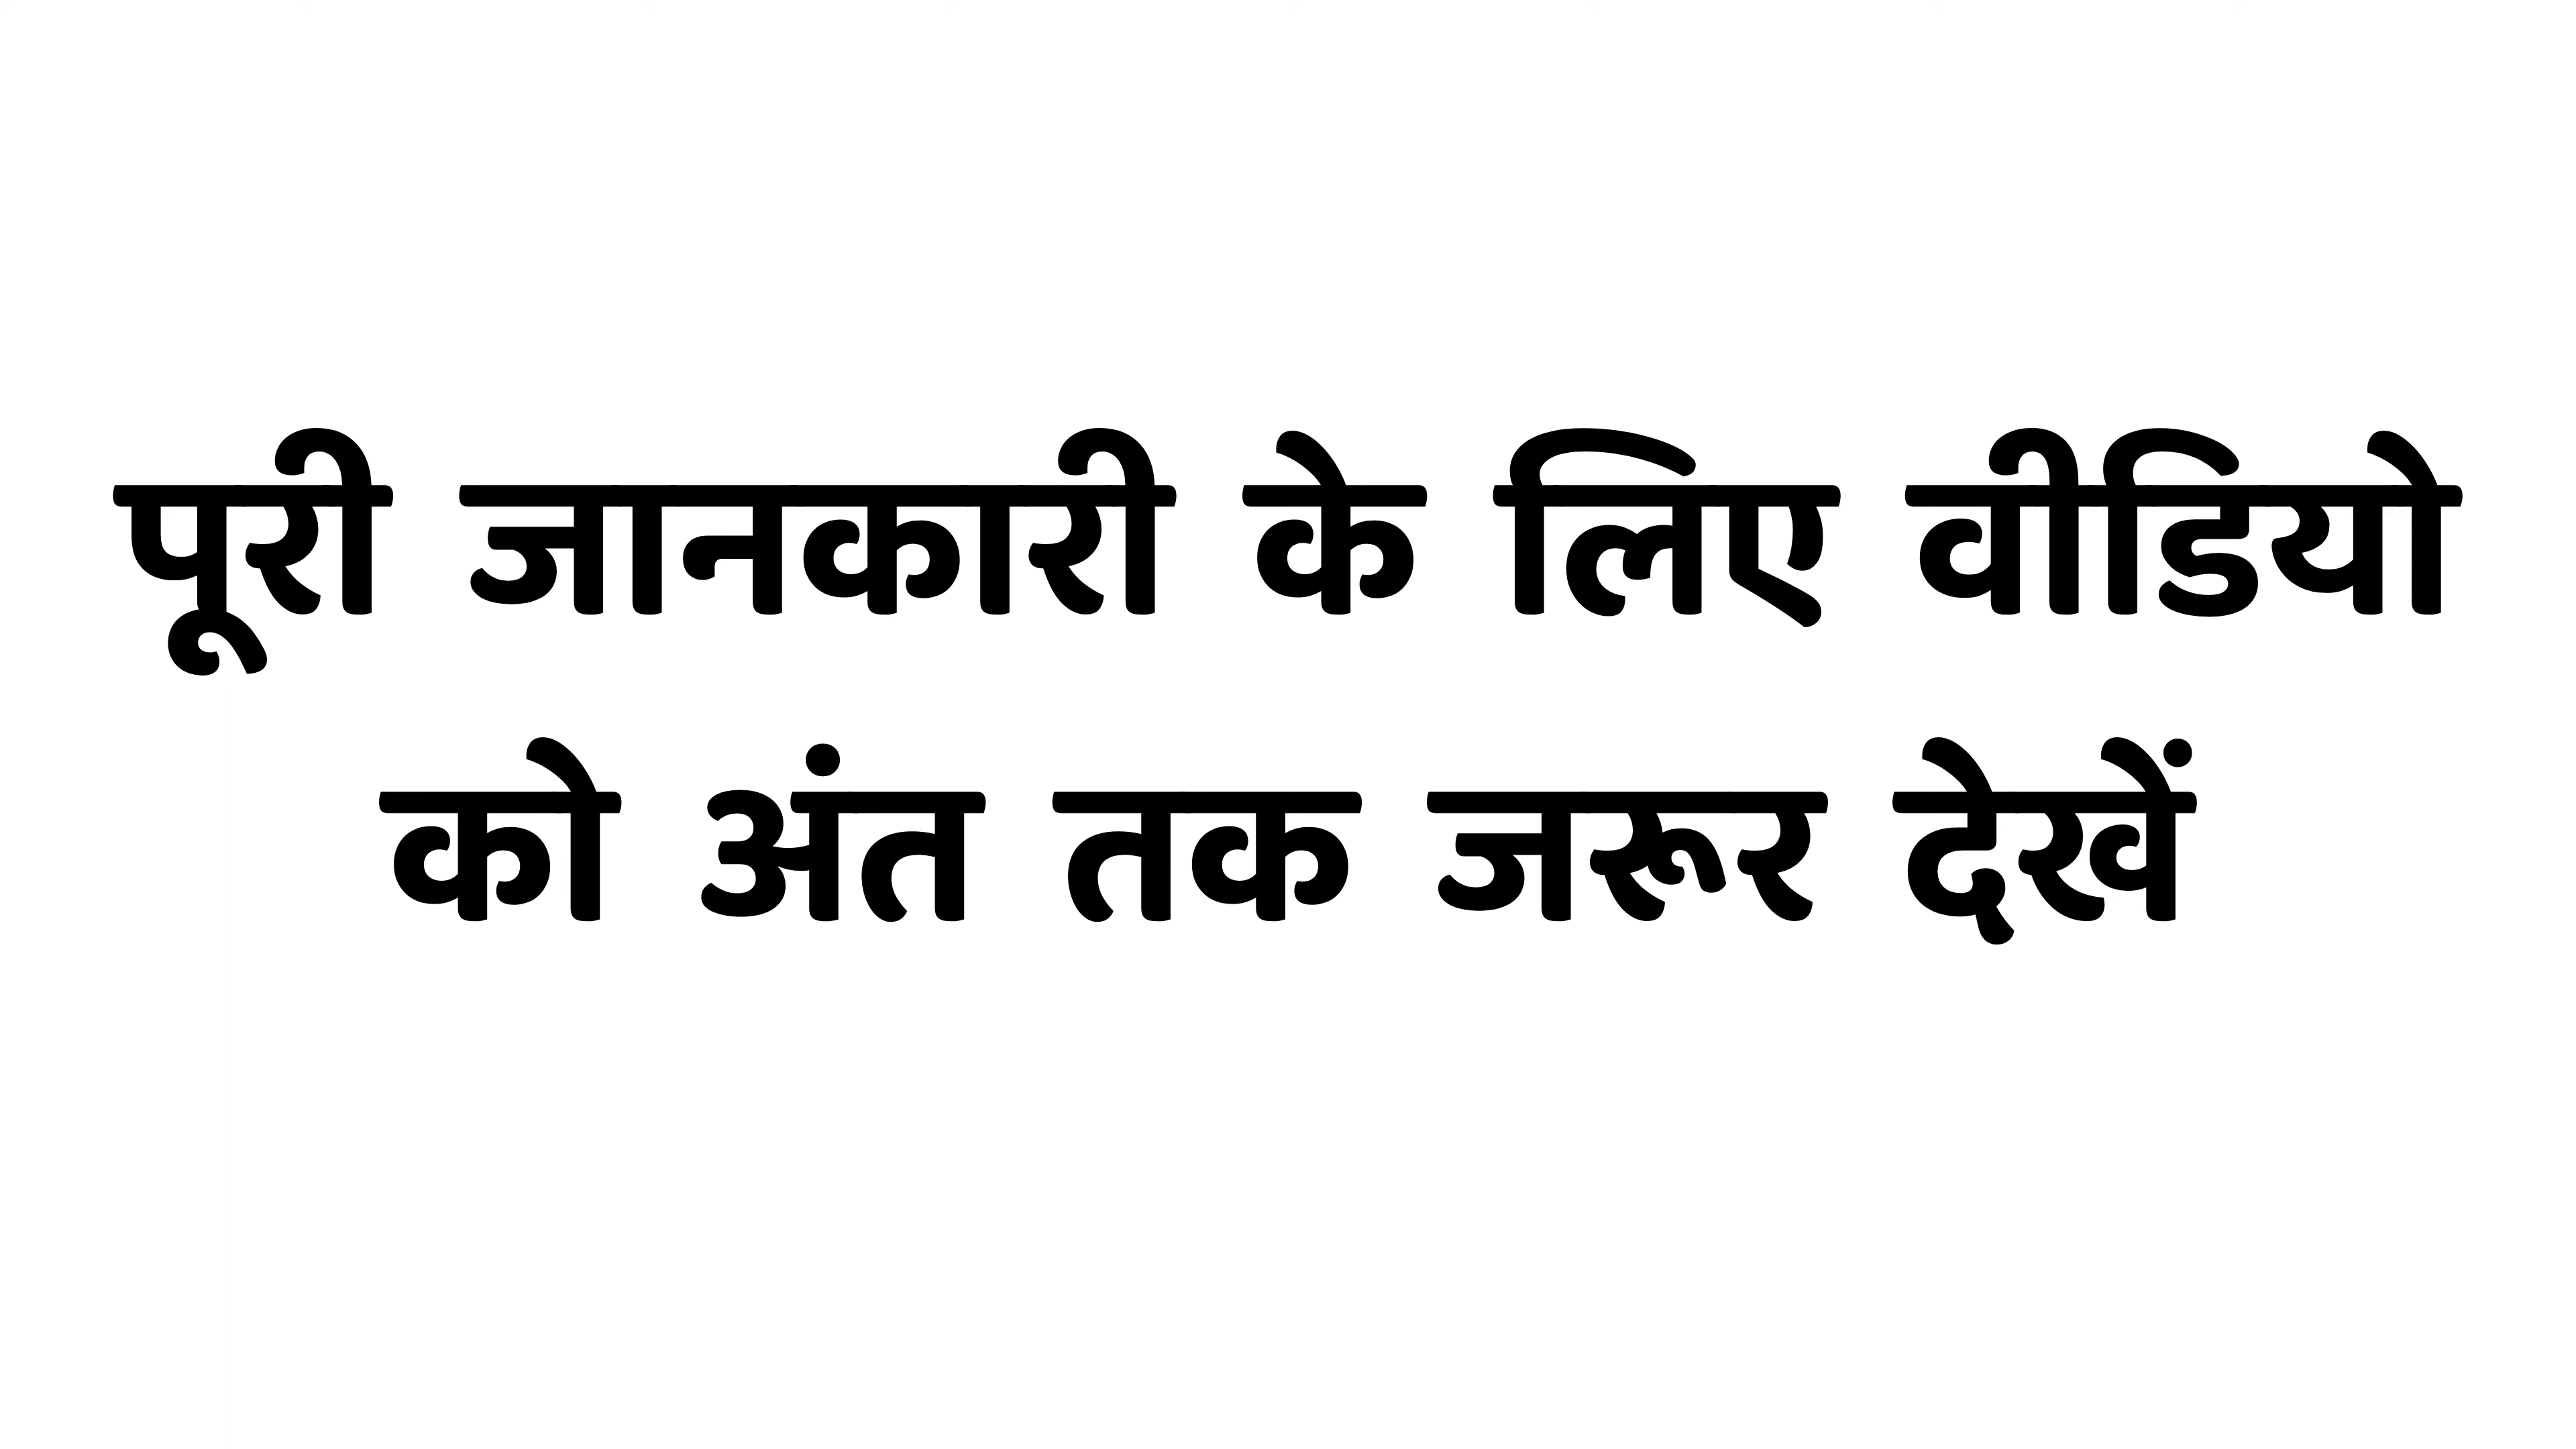 पूरी जानकारी के लिए वीडियो
को अंत तक जरूर देखें